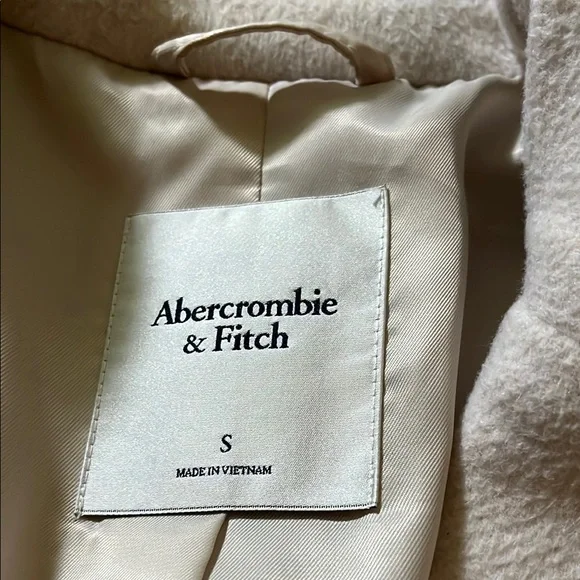 Abercrombie
& Fitch
S
MADE IN VIETNAM